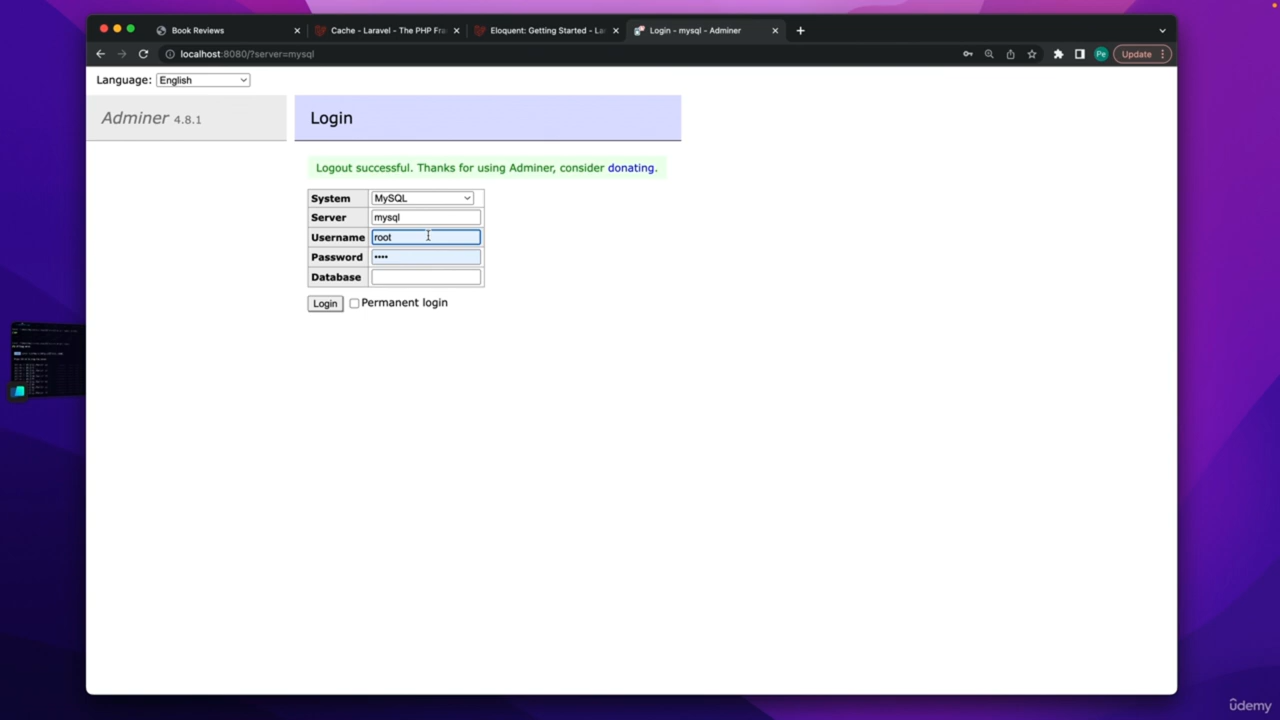 Book Reviews
Cache - Laravel - The PHP Fra
Eloquent: Getting Started - La
Login - mysql - Adminer
localhost:8080/?server=mysql
Pe
Update
Language: English
Adminer 4.8.1
Login
Logout successful. Thanks for using Adminer, consider donating.
System MySQL
Server mysql
Username root
Password ••••
Database
Login Permanent login
ûdemy